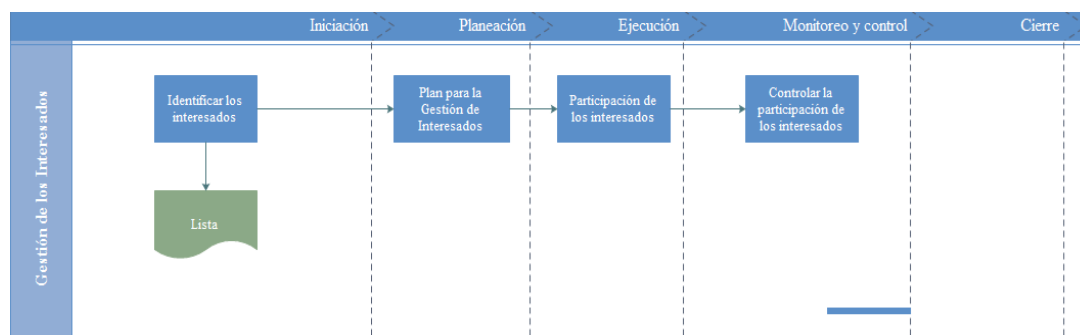 Iniciación
Planeación
Ejecución
Monitoreo y control
Cierre
Gestión de los Interesados
Identificar los
interesados
Plan para la
Gestión de
Interesados
Participación de
los interesados
Controlar la
participación de
los interesados
Lista